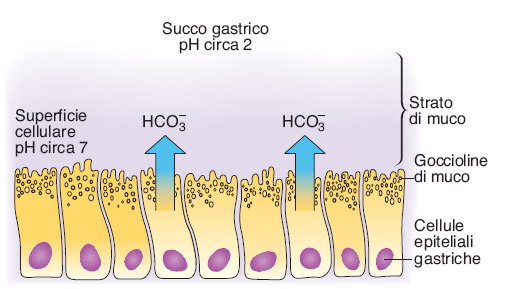 Succo gastrico
pH circa 2
Superficie
cellulare
pH circa 7
HCO₃⁻
HCO₃⁻
Strato
di muco
Goccioline
di muco
Cellule
epiteliali
gastriche